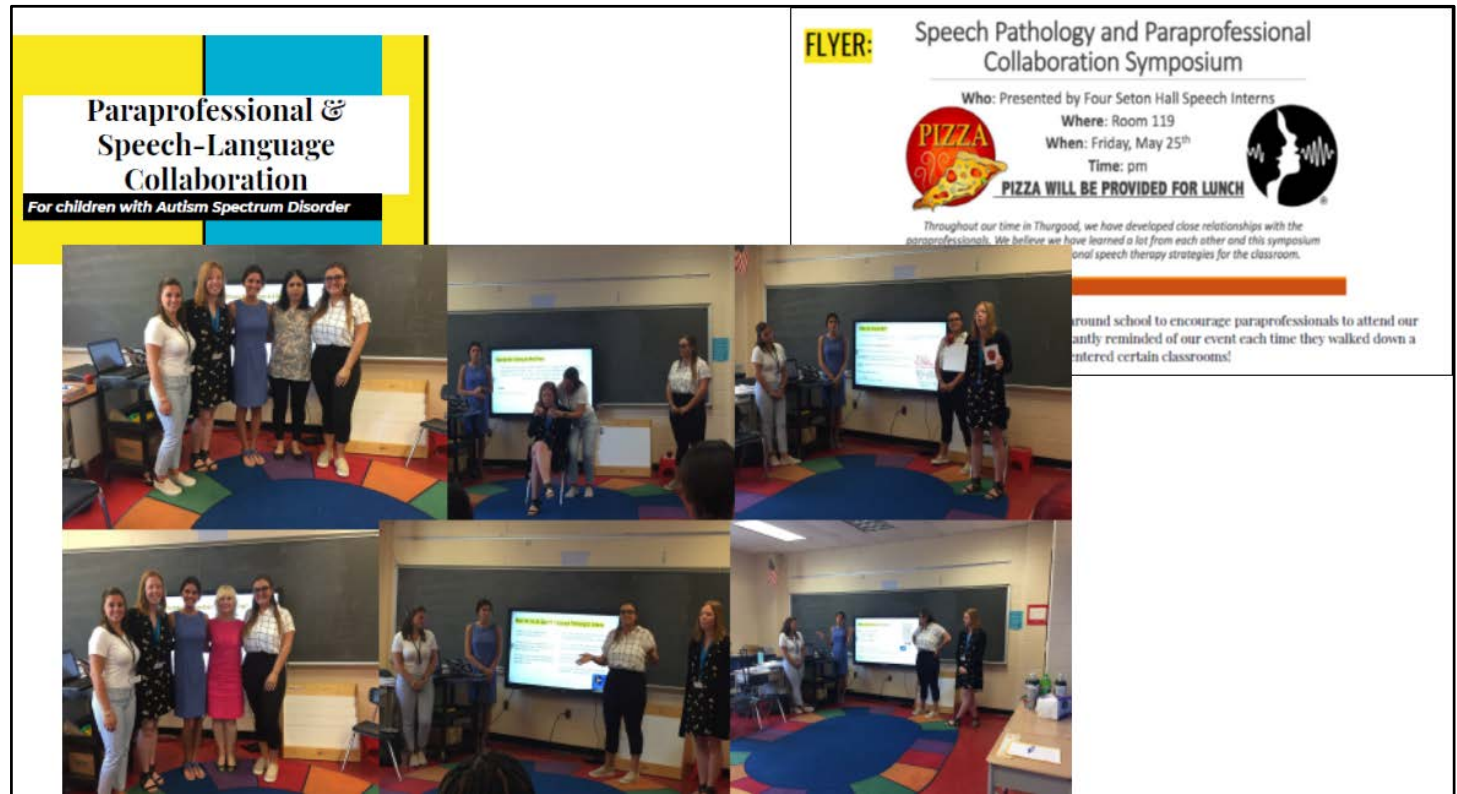 Paraprofessional &
Speech-Language
Collaboration
For children with Autism Spectrum Disorder
FLYER:
Speech Pathology and Paraprofessional
Collaboration Symposium
Who: Presented by Four Seton Hall Speech Interns
Where: Room 119
When: Friday, May 25th
Time: pm
PIZZA WILL BE PROVIDED FOR LUNCH
PIZZA
®
Throughout our time in Thurgood, we have developed close relationships with the
paraprofessionals. We believe we have learned a lot from each other and this symposium
onal speech therapy strategies for the classroom.
around school to encourage paraprofessionals to attend our
antly reminded of our event each time they walked down a
entered certain classrooms!